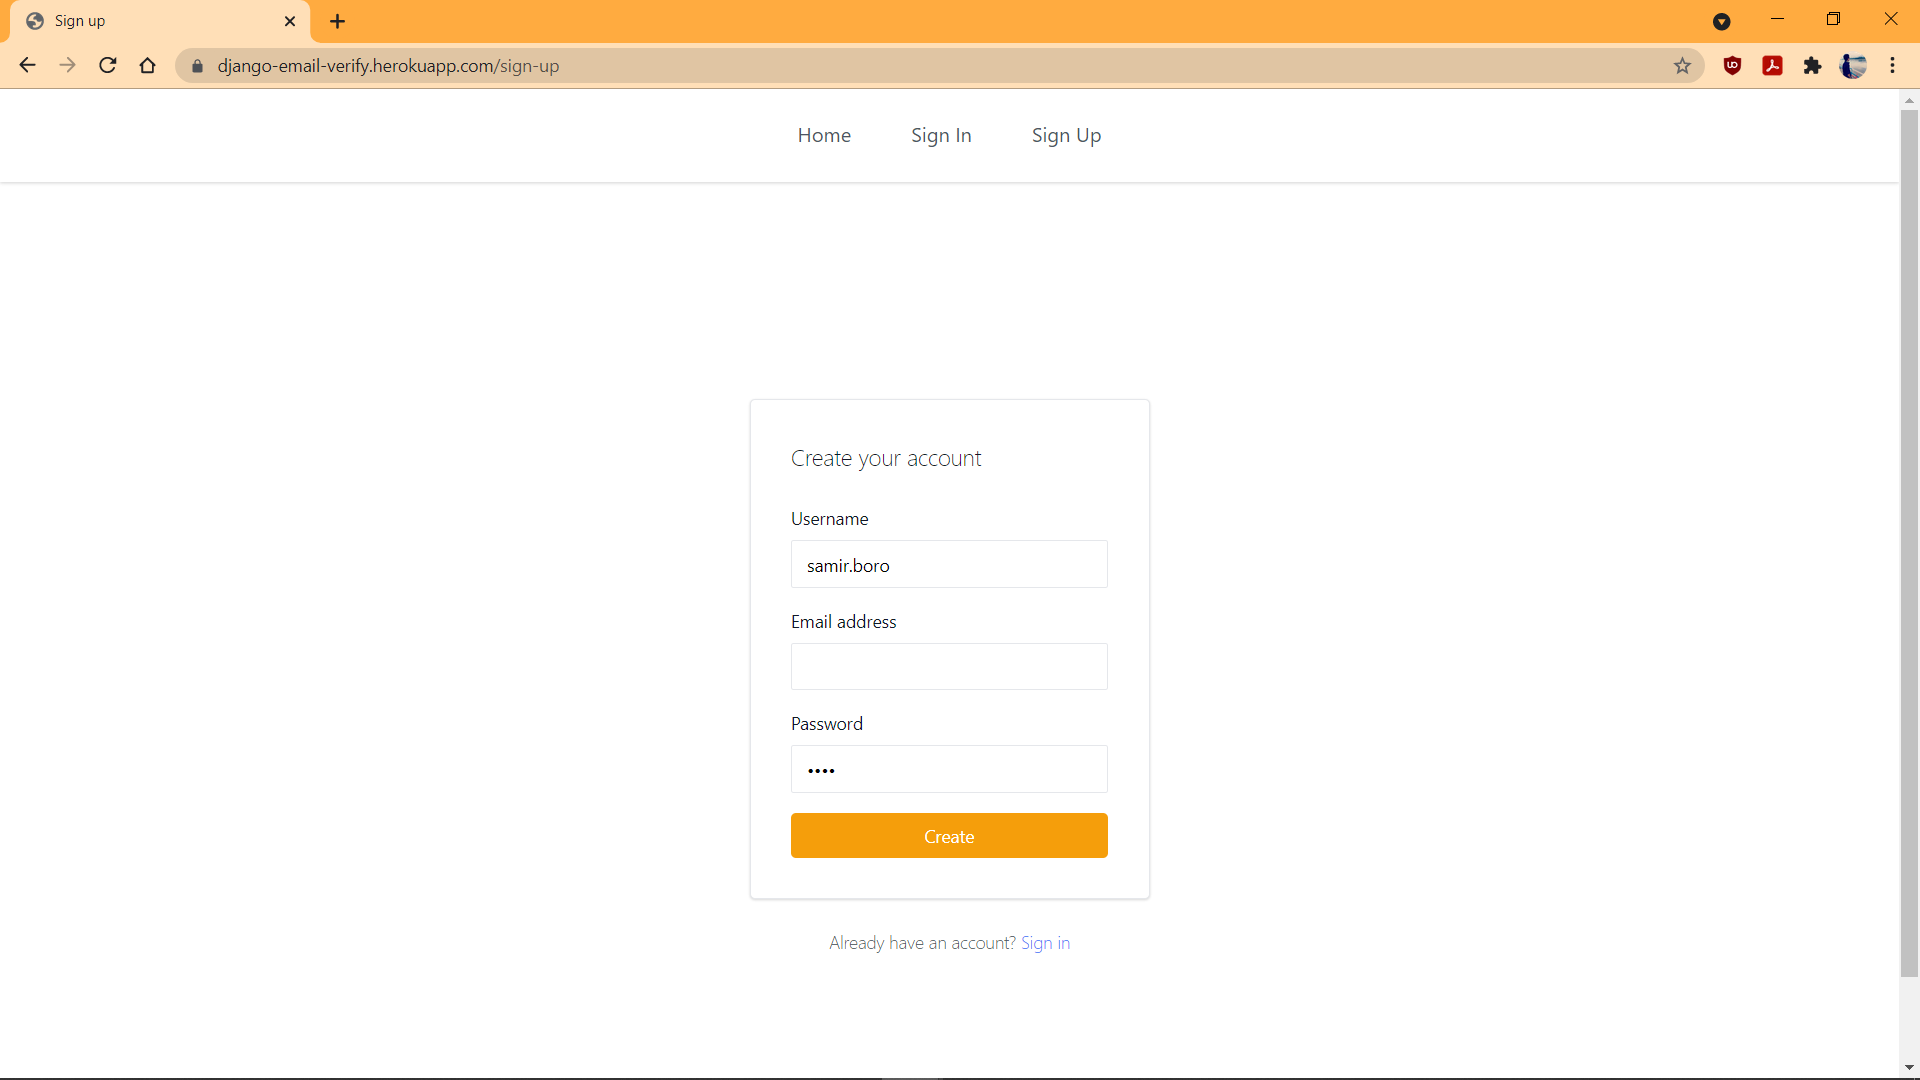 Sign up
django-email-verify.herokuapp.com/sign-up
Home Sign In Sign Up
Create your account
Username
samir.boro
Email address
Password
••••
Create
Already have an account? Sign in